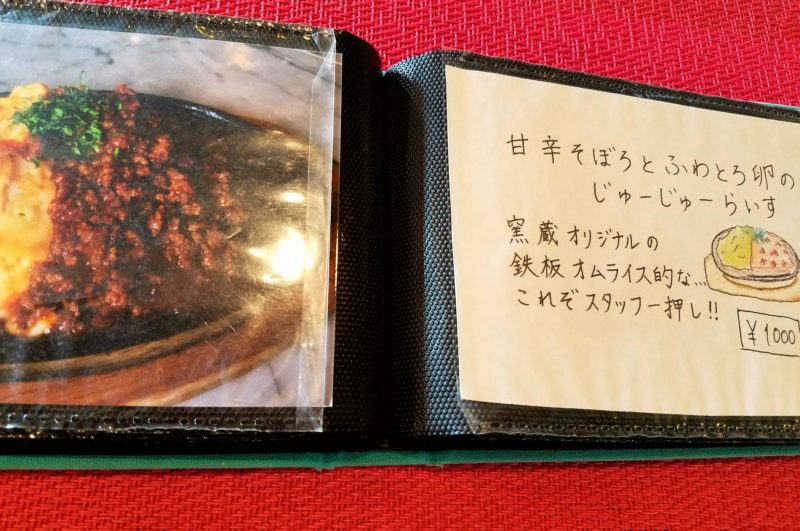 甘辛そぼろとふわとろ卵の
じゅーじゅーらいす
窯蔵オリジナルの
鉄板オムライス的な…
これぞスタッフ一押し!!
¥1000